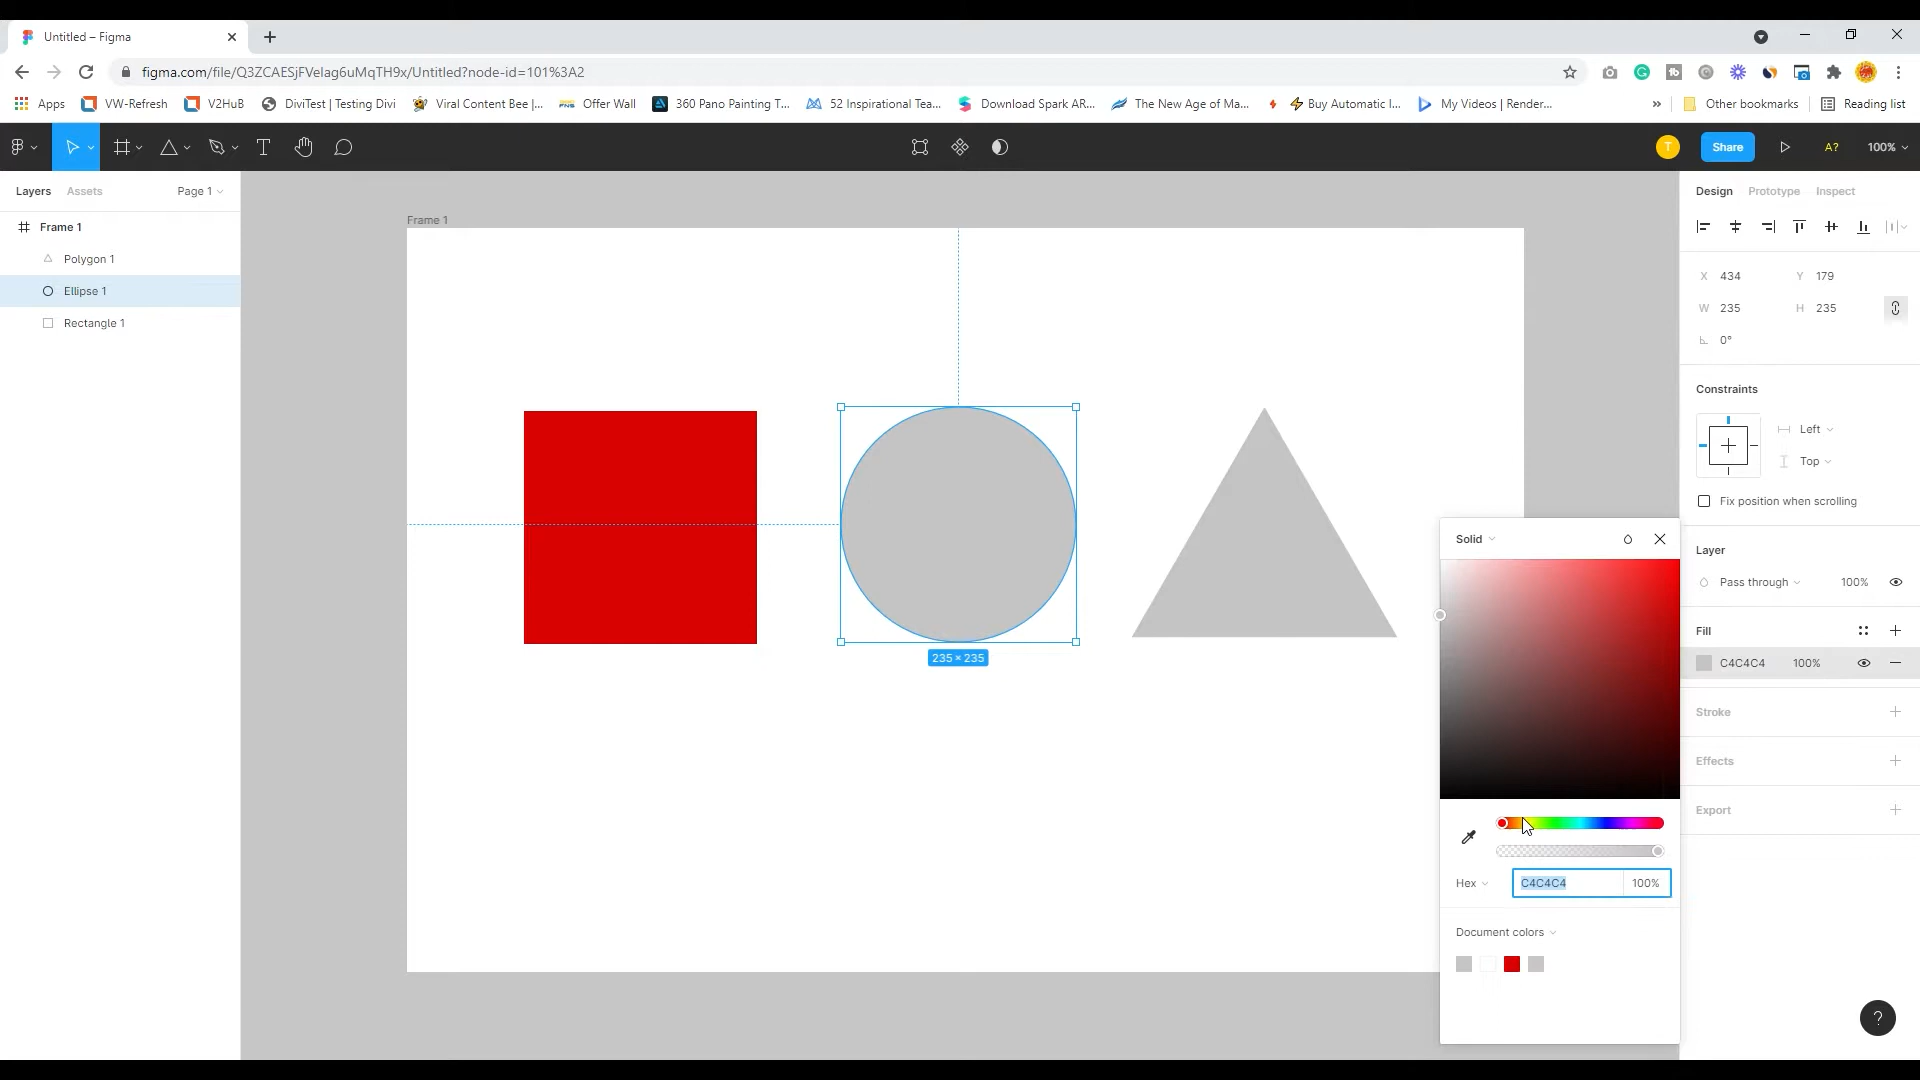 Untitled – Figma
figma.com/file/Q3ZCAESjFVelag6uMqTH9x/Untitled?node-id=101%3A2
Apps VW-Refresh V2HuB DiviTest | Testing Divi Viral Content Bee |... Offer Wall 360 Pano Painting T... 52 Inspirational Tea... Download Spark AR... The New Age of Ma... Buy Automatic I... My Videos | Render... » Other bookmarks Reading list
T Share A? 100%
Layers Assets Page 1
Frame 1
Polygon 1
Ellipse 1
Rectangle 1
Frame 1
235 × 235
Design Prototype Inspect
X 434 Y 179
W 235 H 235
0°
Constraints
Left
Top
Fix position when scrolling
Layer
Pass through 100%
Fill
C4C4C4 100%
Stroke
Effects
Export
Solid
Hex C4C4C4 100%
Document colors
?